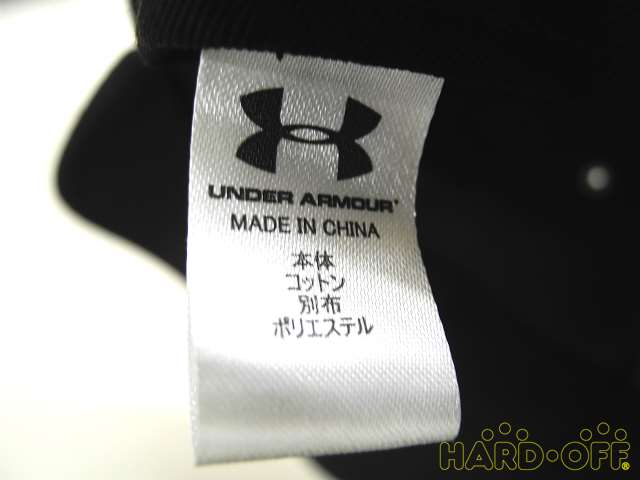 UNDER ARMOUR
MADE IN CHINA
本体
コットン
別布
ポリエステル
HARD-OFF